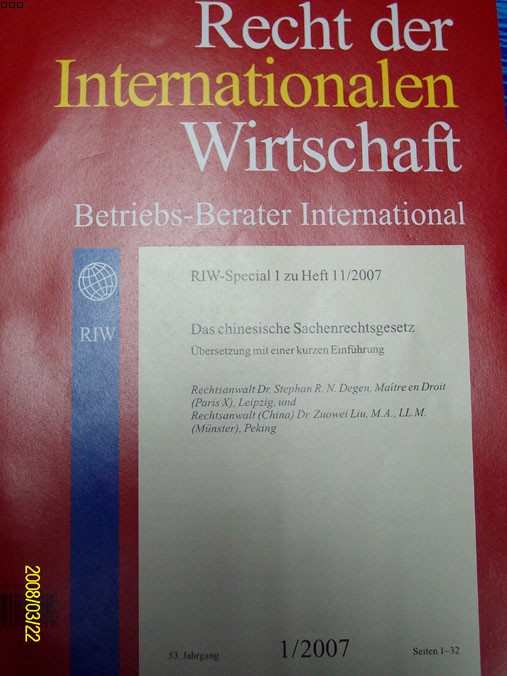 Recht der
Internationalen
Wirtschaft
Betriebs-Berater International
RIW
RIW-Special 1 zu Heft 11/2007
Das chinesische Sachenrechtsgesetz
Übersetzung mit einer kurzen Einführung
Rechtsanwalt Dr. Stephan R. N. Degen, Maître en Droit
(Paris X), Leipzig, und
Rechtsanwalt (China) Dr. Zuowei Liu, M.A., LL.M.
(Münster), Peking
53. Jahrgang
1/2007
Seiten 1–32
2008/03/22